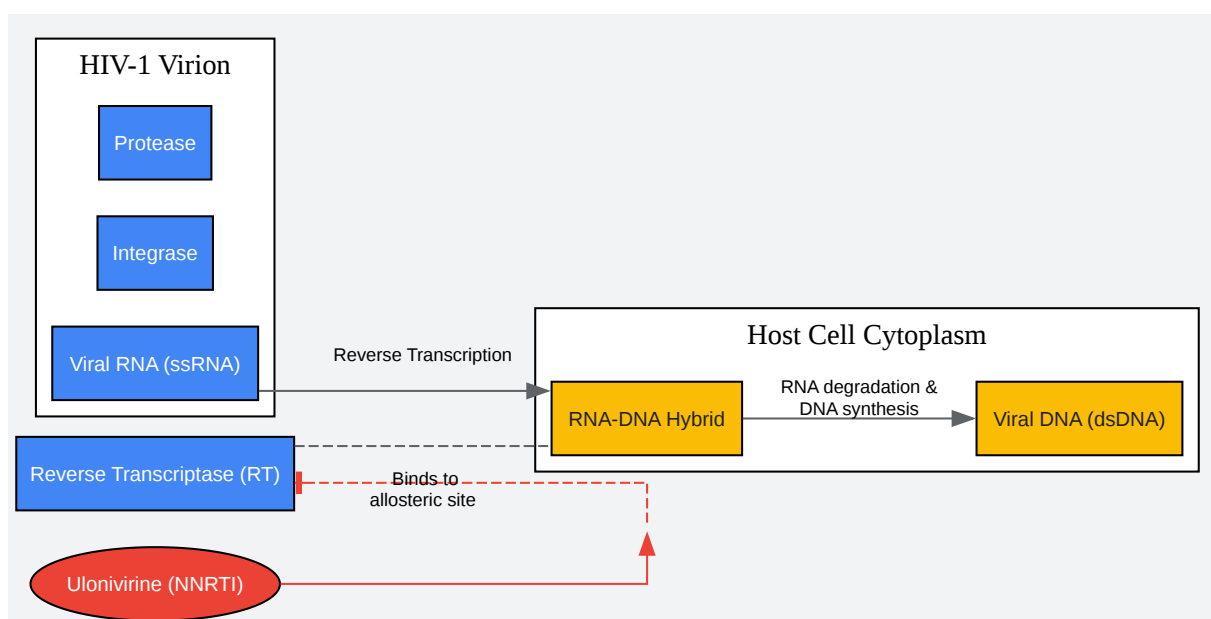 HIV-1 Virion
Protease
Integrase
Viral RNA (ssRNA)
Reverse Transcription
Host Cell Cytoplasm
RNA-DNA Hybrid
RNA degradation &
DNA synthesis
Viral DNA (dsDNA)
Reverse Transcriptase (RT)
Binds to
allosteric site
Ulonivirine (NNRTI)